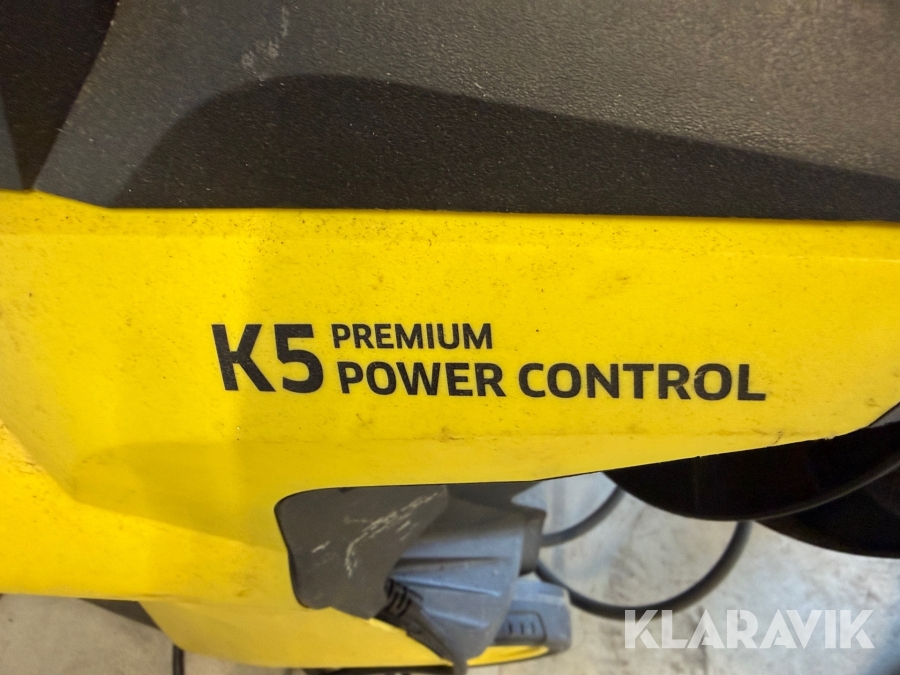 K5 PREMIUM
POWER CONTROL
KLARAVIK